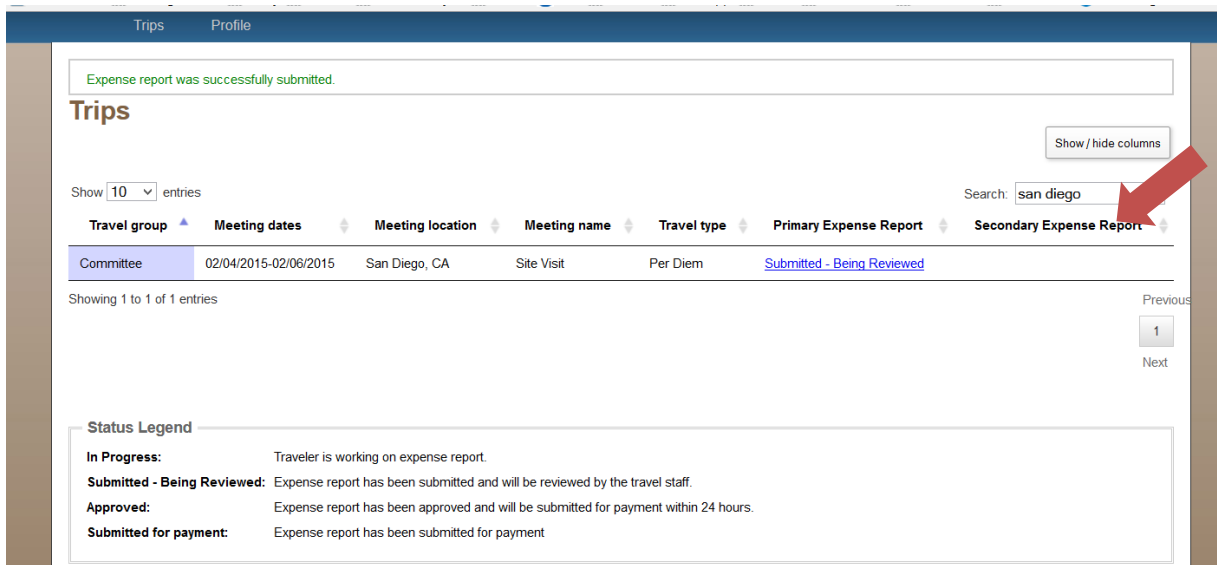 Trips Profile
Expense report was successfully submitted.
Trips
Show / hide columns
Show 10 entries Search: san diego
Travel group Meeting dates Meeting location Meeting name Travel type Primary Expense Report Secondary Expense Report
Committee 02/04/2015-02/06/2015 San Diego, CA Site Visit Per Diem Submitted - Being Reviewed
Showing 1 to 1 of 1 entries Previous
1
Next
Status Legend
In Progress: Traveler is working on expense report.
Submitted - Being Reviewed: Expense report has been submitted and will be reviewed by the travel staff.
Approved: Expense report has been approved and will be submitted for payment within 24 hours.
Submitted for payment: Expense report has been submitted for payment